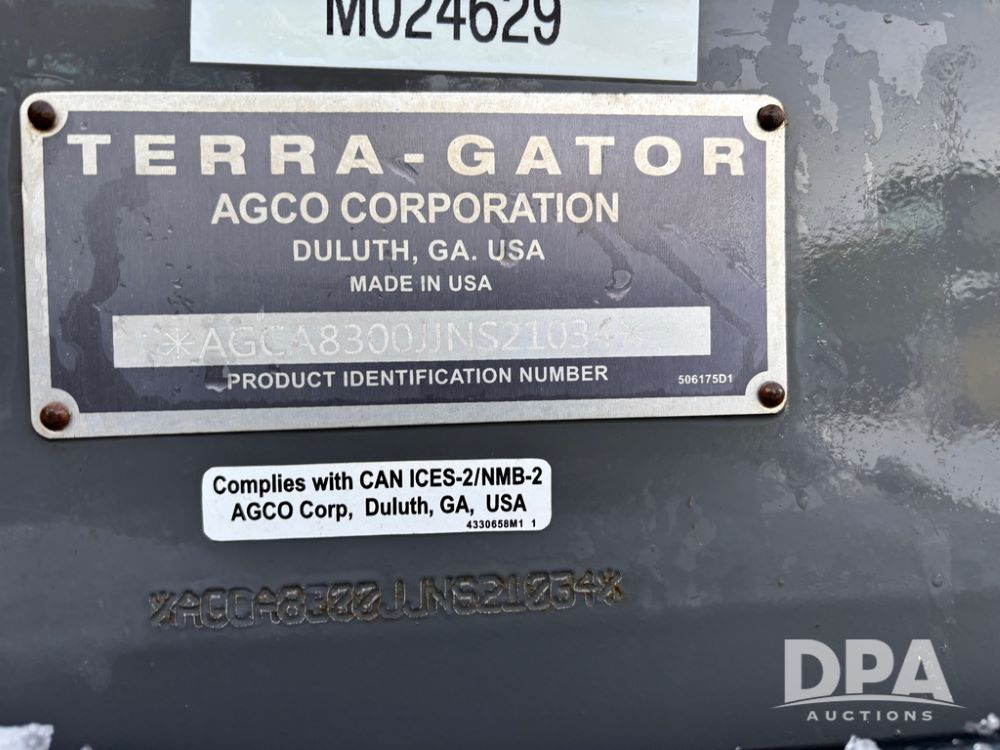 M024629
TERRA-GATOR
AGCO CORPORATION
DULUTH, GA. USA
MADE IN USA
*AGCA8300JJNS21034*
PRODUCT IDENTIFICATION NUMBER 506175D1
Complies with CAN ICES-2/NMB-2
AGCO Corp, Duluth, GA, USA
4330658M1 1
*AGCA8300JJNS21034*
DPA
AUCTIONS